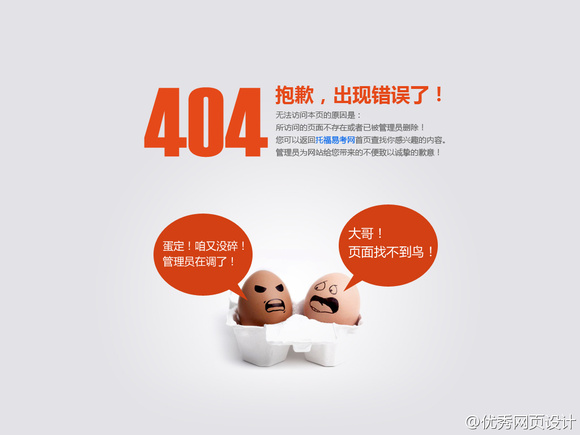 404
抱歉，出现错误了！
无法访问本页的原因是：
所访问的页面不存在或者已被管理员删除！
您可以返回托福易考网首页查找你感兴趣的内容。
管理员为网站给您带来的不便致以诚挚的歉意！
大哥！
页面找不到鸟！
蛋定！咱又没碎！
管理员在调了！
@优秀网页设计